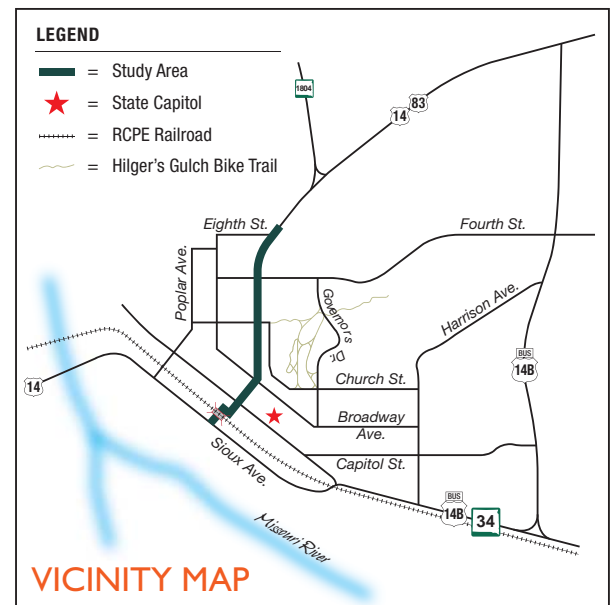 LEGEND
= Study Area
= State Capitol
= RCPE Railroad
= Hilger's Gulch Bike Trail
1804
14
83
Eighth St.
Fourth St.
Poplar Ave.
Governors
Dr.
Harrison Ave.
BUS
14B
14
Church St.
Broadway
Ave.
Capitol St.
Sioux Ave.
BUS
14B
34
Missouri River
VICINITY MAP